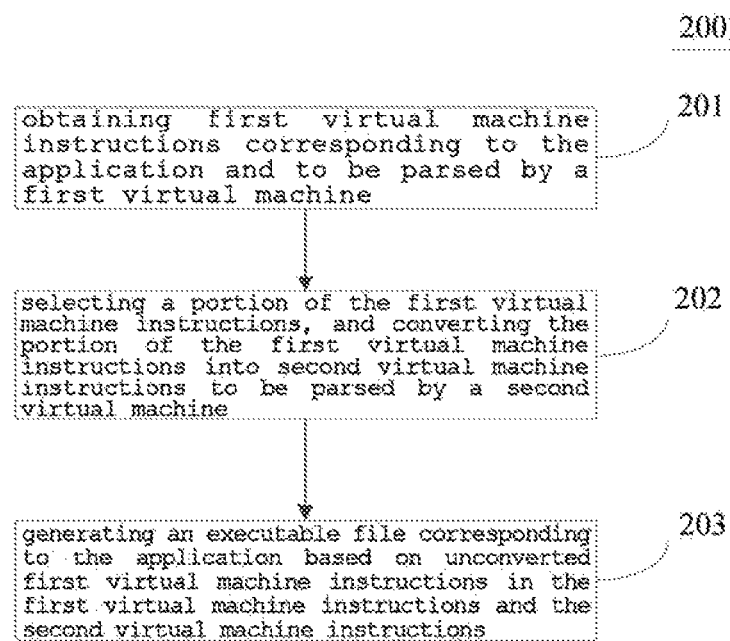 200
201
obtaining first virtual machine
instructions corresponding to the
application and to be parsed by a
first virtual machine
202
selecting a portion of the first virtual
machine instructions, and converting the
portion of the first virtual machine
instructions into second virtual machine
instructions to be parsed by a second
virtual machine
203
generating an executable file corresponding
to the application based on unconverted
first virtual machine instructions in the
first virtual machine instructions and the
second virtual machine instructions